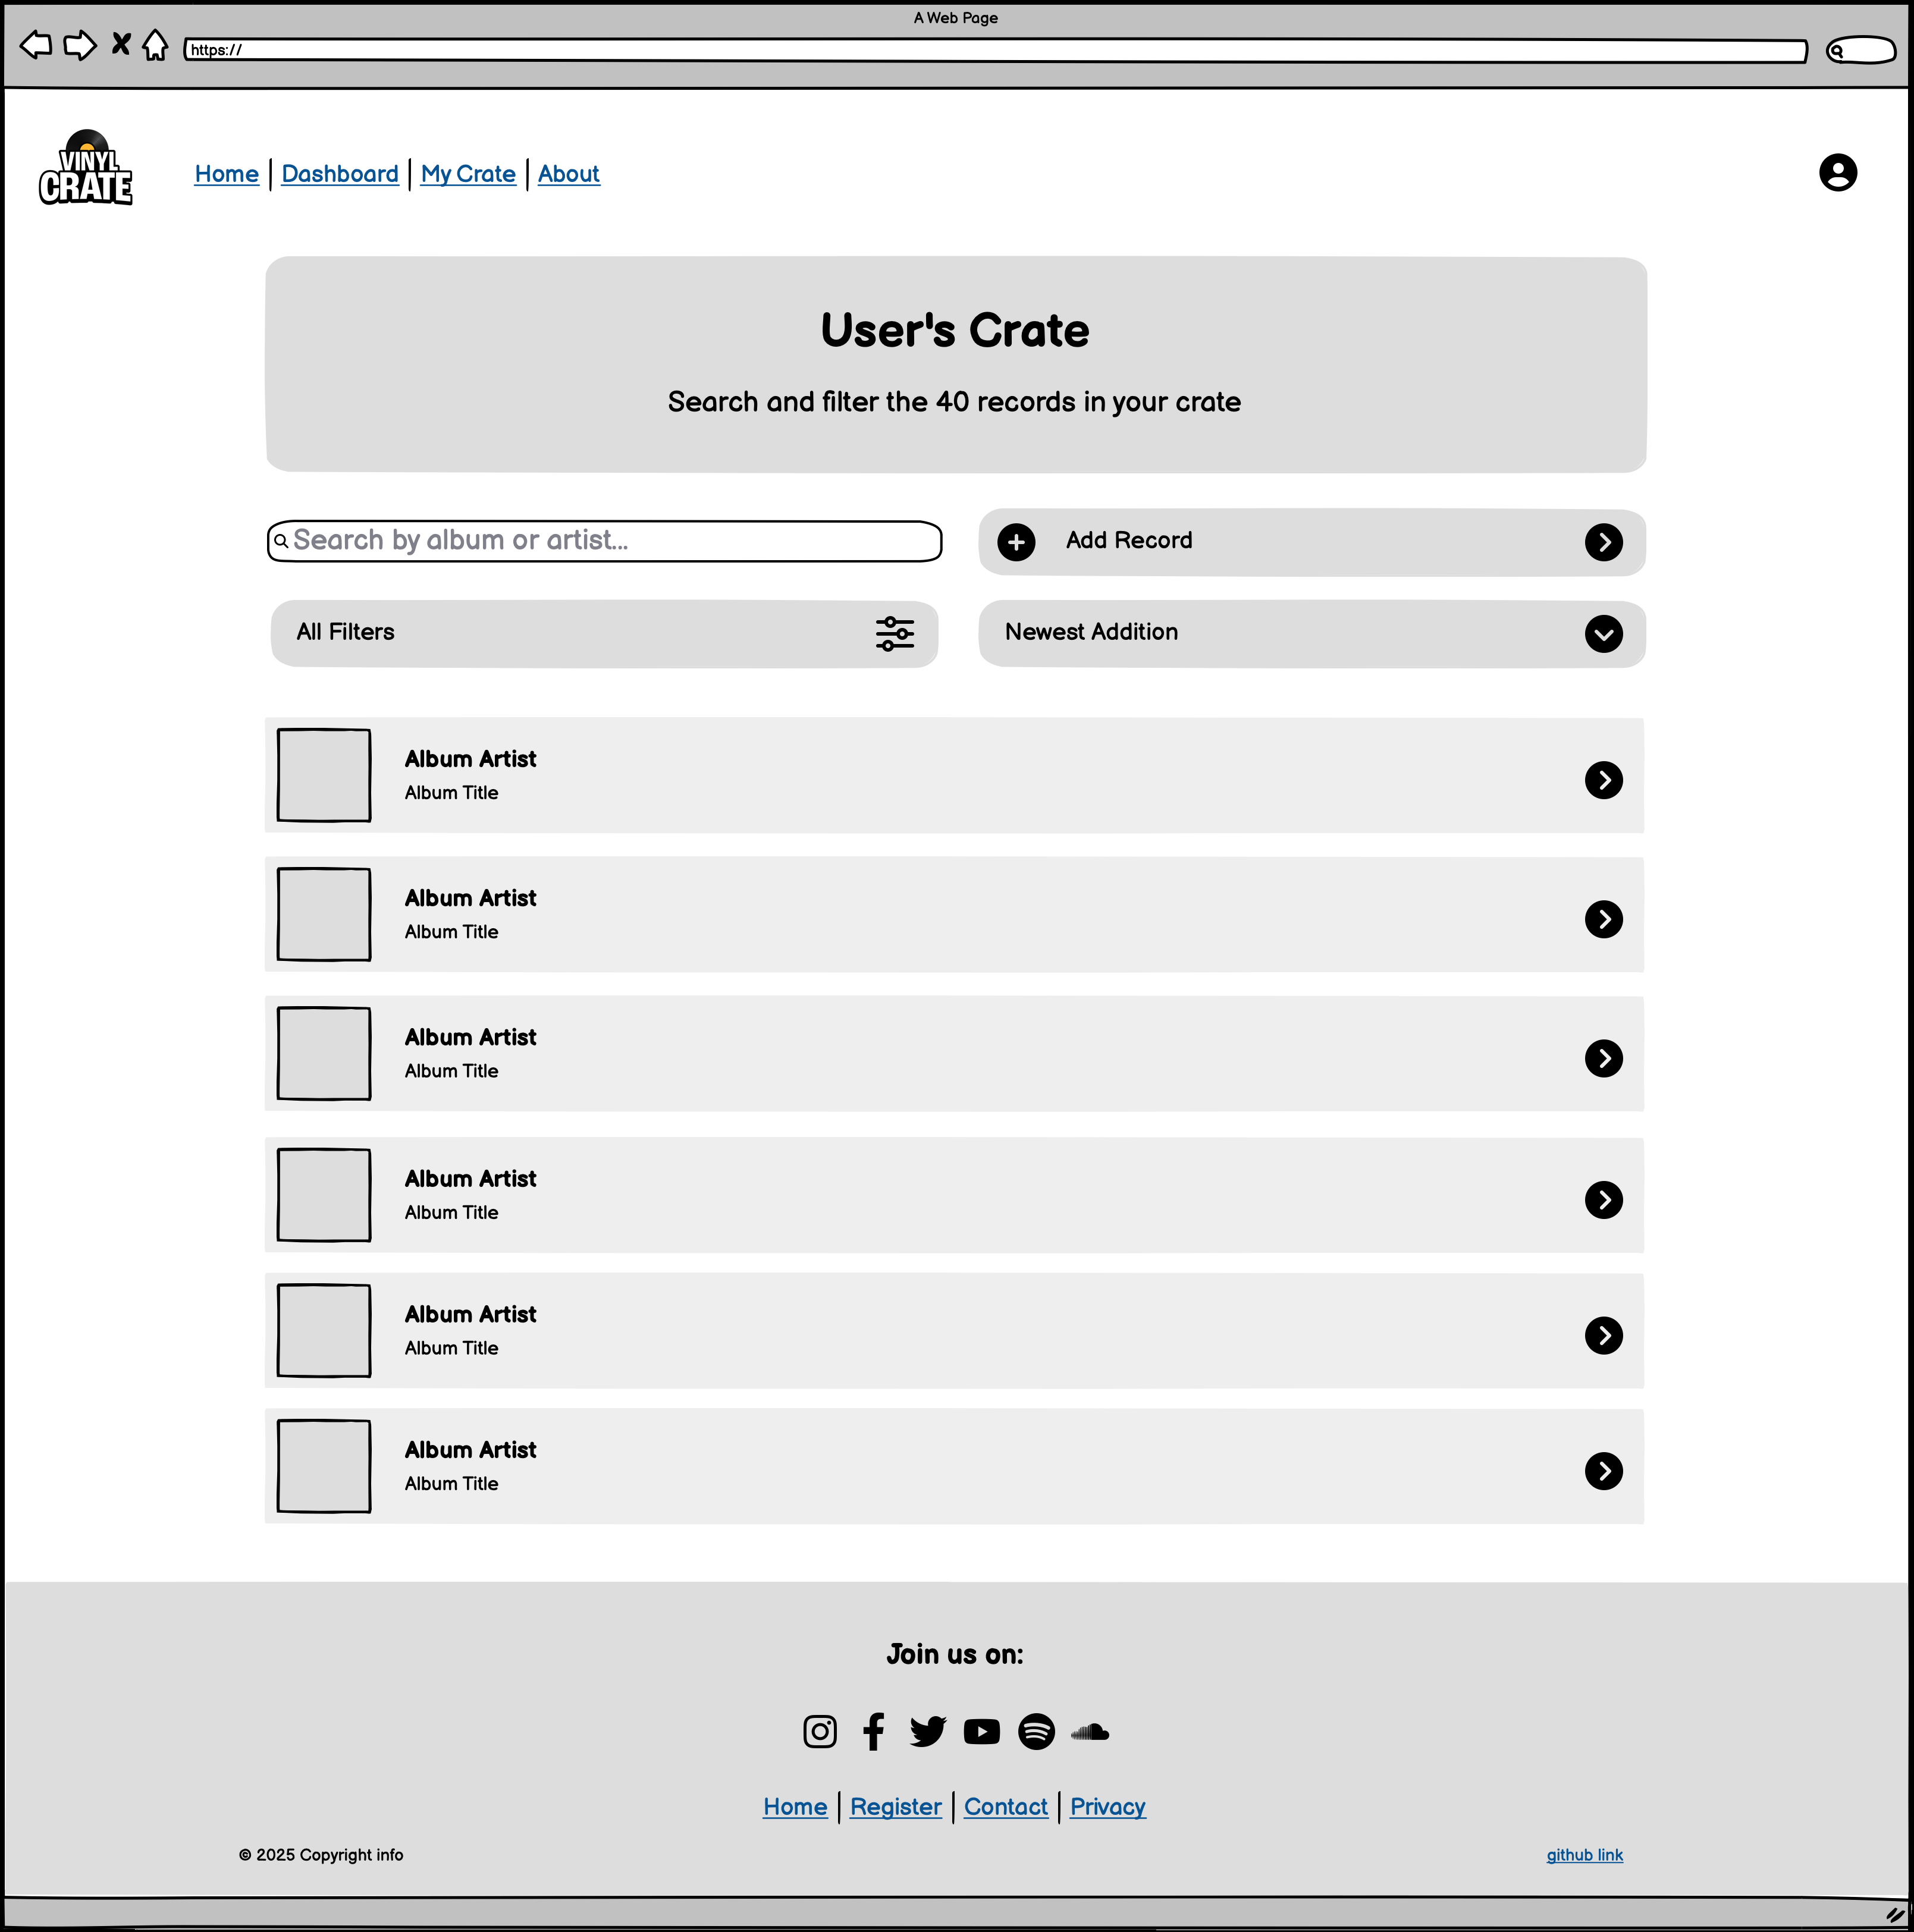 A Web Page
https://
VINYL
CRATE
Home | Dashboard | My Crate | About
User's Crate
Search and filter the 40 records in your crate
Search by album or artist...
Add Record
All Filters
Newest Addition
Album Artist
Album Title
Album Artist
Album Title
Album Artist
Album Title
Album Artist
Album Title
Album Artist
Album Title
Album Artist
Album Title
Join us on:
Home | Register | Contact | Privacy
© 2025 Copyright info
github link